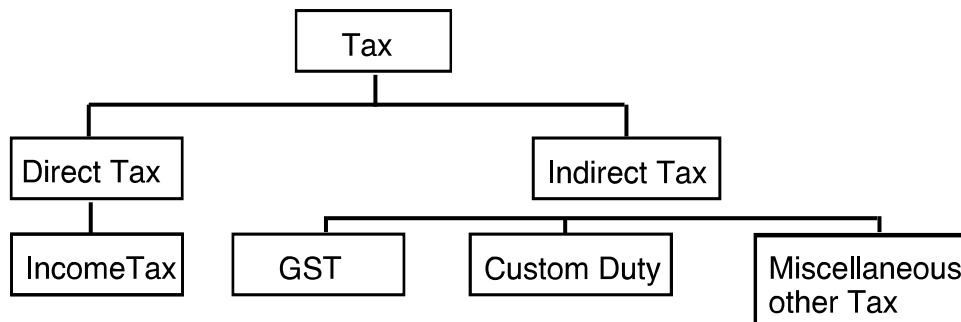 Tax
Direct Tax
Indirect Tax
IncomeTax
GST
Custom Duty
Miscellaneous
other Tax